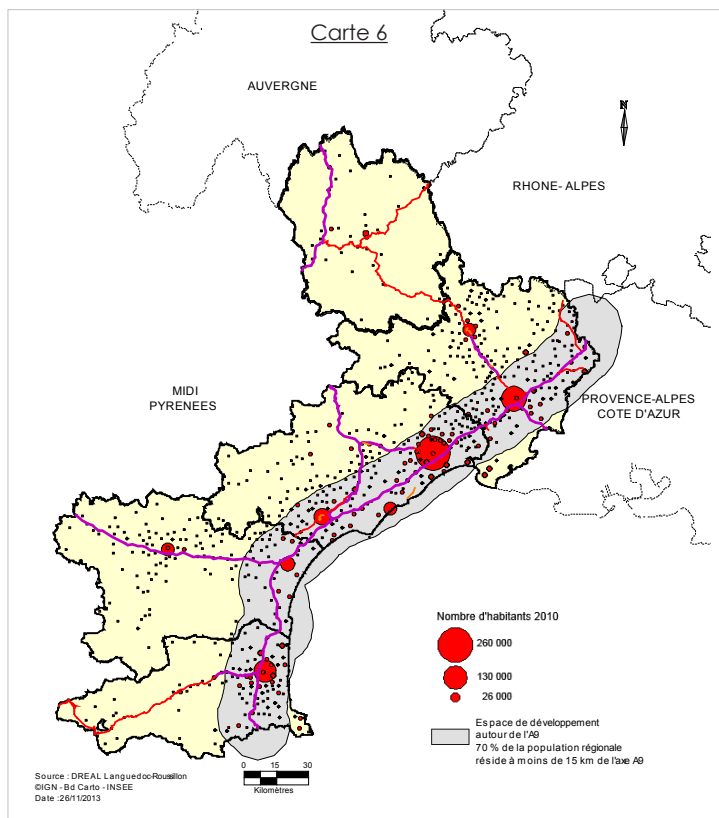 Carte 6
AUVERGNE
N
RHONE- ALPES
MIDI
PYRENEES
PROVENCE-ALPES
COTE D'AZUR
Nombre d'habitants 2010
260 000
130 000
26 000
Espace de développement
autour de l'A9
70 % de la population régionale
réside à moins de 15 km de l'axe A9
Source : DREAL Languedoc-Roussillon
©IGN - Bd Carto - INSEE
Date :26/11/2013
0 15 30
Kilomètres